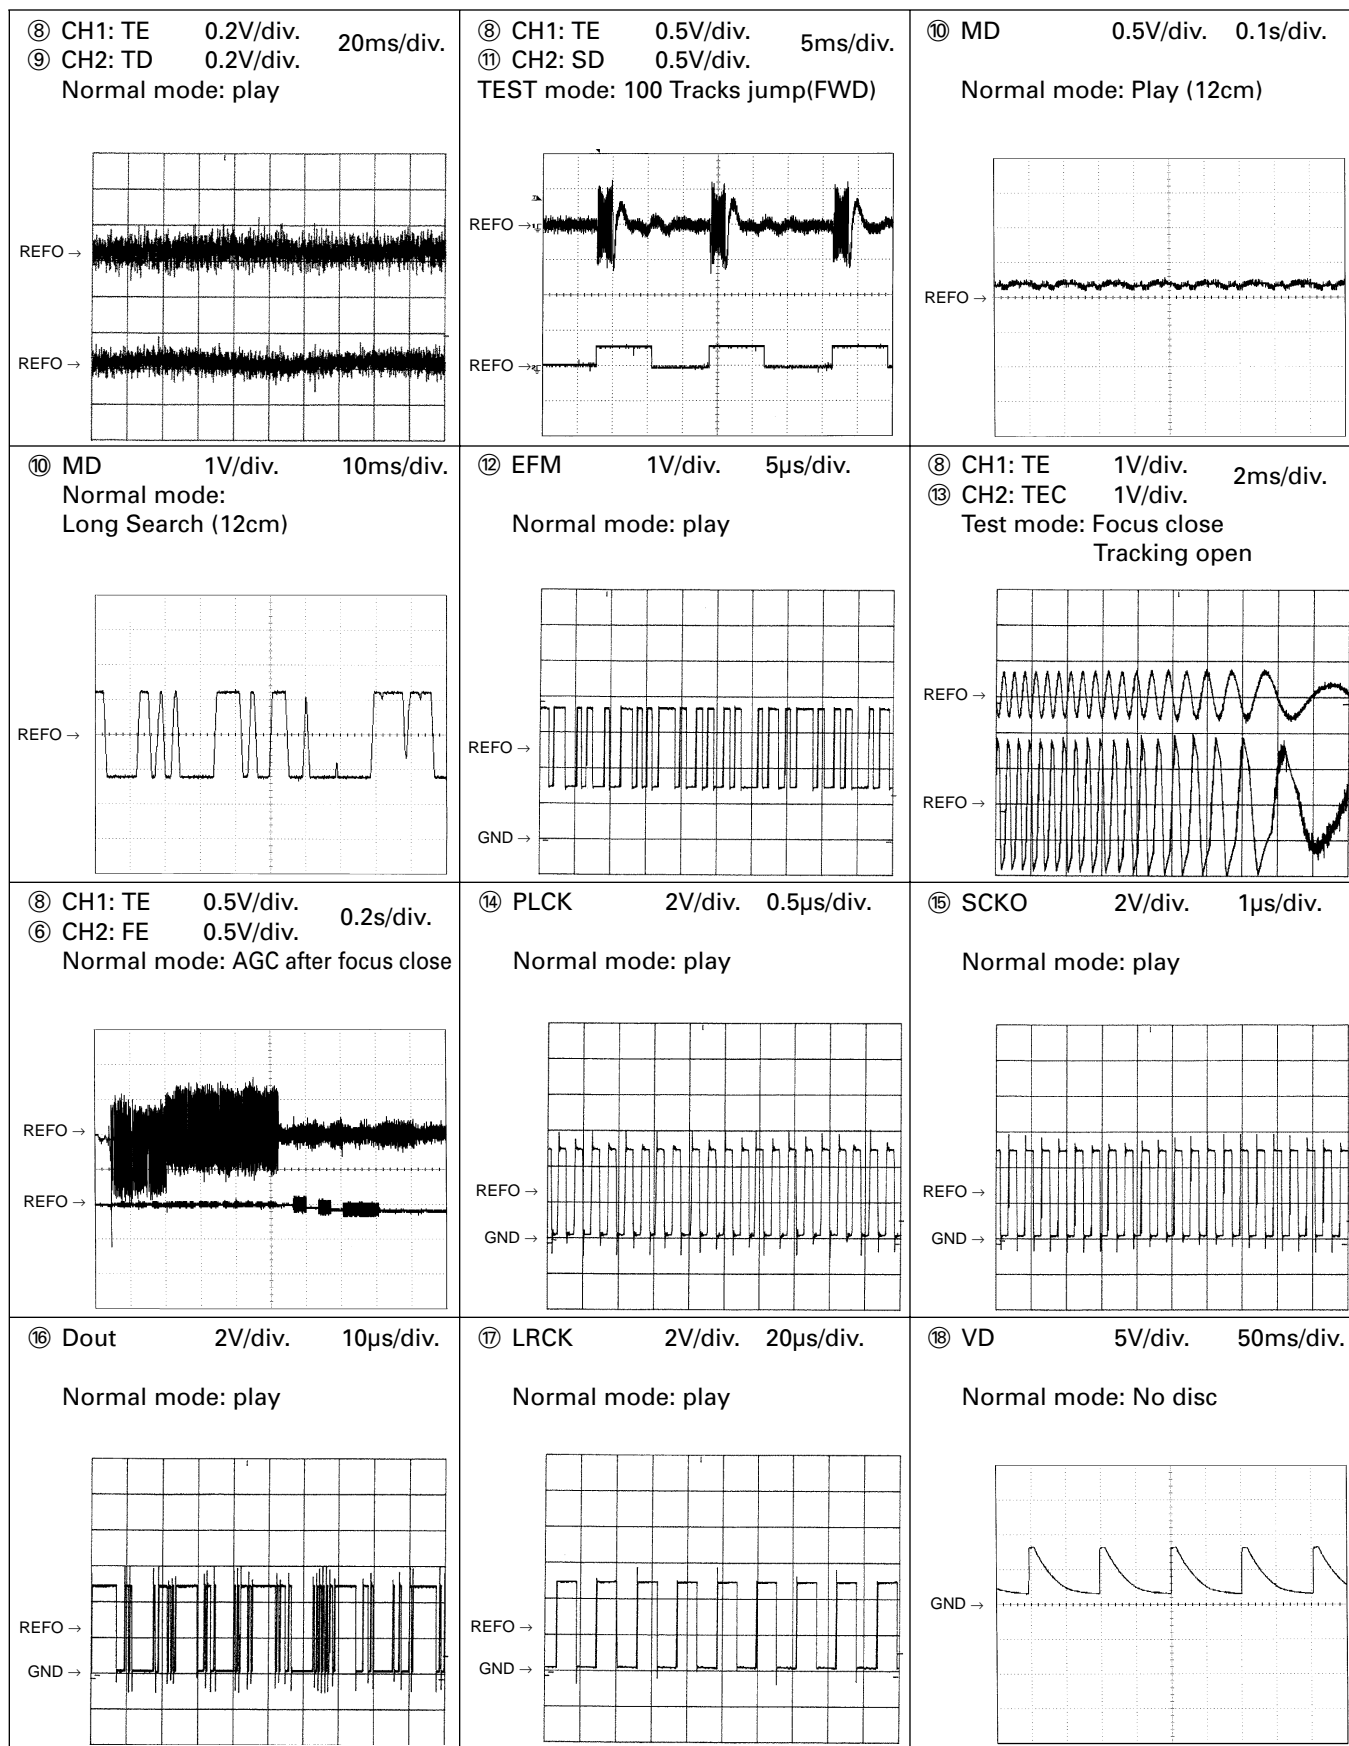 ⑧ CH1: TE 0.2V/div. 20ms/div.
⑨ CH2: TD 0.2V/div.
Normal mode: play
REFO →
REFO →
⑧ CH1: TE 0.5V/div. 5ms/div.
⑪ CH2: SD 0.5V/div.
TEST mode: 100 Tracks jump(FWD)
REFO →
REFO →
⑩ MD 0.5V/div. 0.1s/div.
Normal mode: Play (12cm)
REFO →
⑩ MD 1V/div. 10ms/div.
Normal mode:
Long Search (12cm)
REFO →
⑫ EFM 1V/div. 5µs/div.
Normal mode: play
REFO →
GND →
⑧ CH1: TE 1V/div. 2ms/div.
⑬ CH2: TEC 1V/div.
Test mode: Focus close
Tracking open
REFO →
REFO →
⑧ CH1: TE 0.5V/div. 0.2s/div.
⑥ CH2: FE 0.5V/div.
Normal mode: AGC after focus close
REFO →
REFO →
⑭ PLCK 2V/div. 0.5µs/div.
Normal mode: play
REFO →
GND →
⑮ SCKO 2V/div. 1µs/div.
Normal mode: play
REFO →
GND →
⑯ Dout 2V/div. 10µs/div.
Normal mode: play
REFO →
GND →
⑰ LRCK 2V/div. 20µs/div.
Normal mode: play
REFO →
GND →
⑱ VD 5V/div. 50ms/div.
Normal mode: No disc
GND →